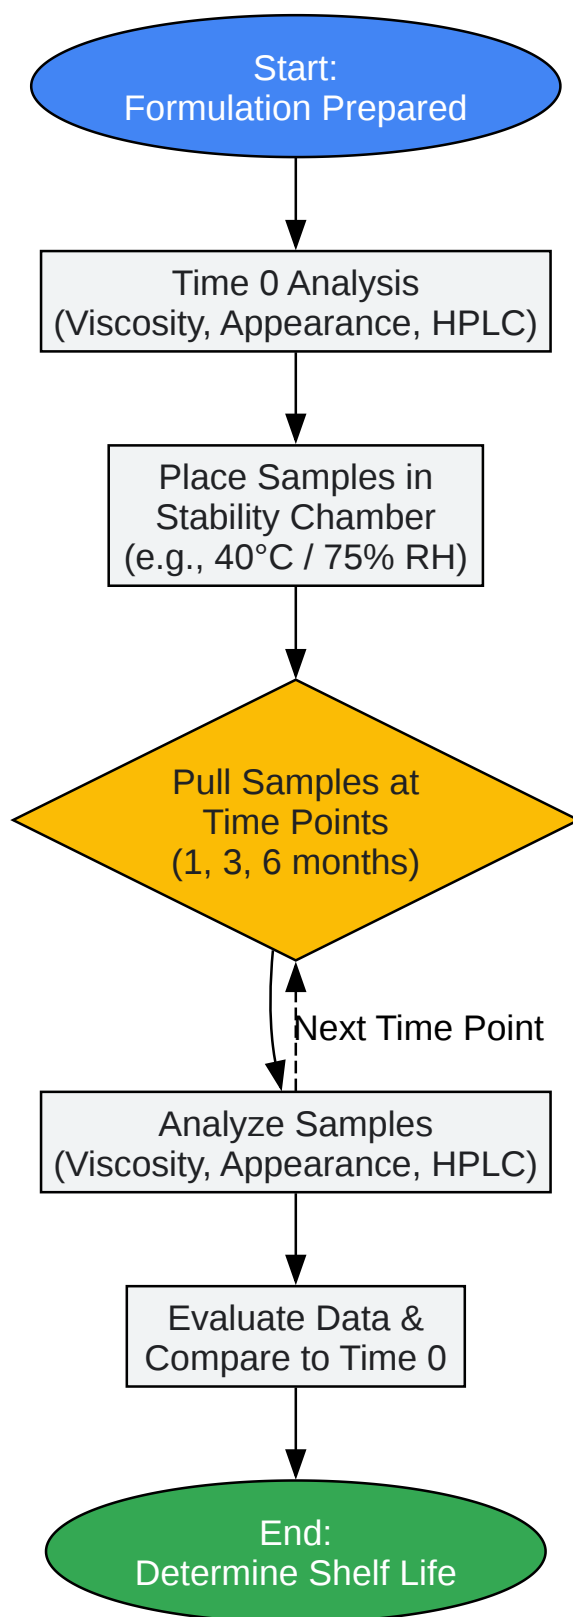 Start:
Formulation Prepared
Time 0 Analysis
(Viscosity, Appearance, HPLC)
Place Samples in
Stability Chamber
(e.g., 40°C / 75% RH)
Pull Samples at
Time Points
(1, 3, 6 months)
Next Time Point
Analyze Samples
(Viscosity, Appearance, HPLC)
Evaluate Data &
Compare to Time 0
End:
Determine Shelf Life